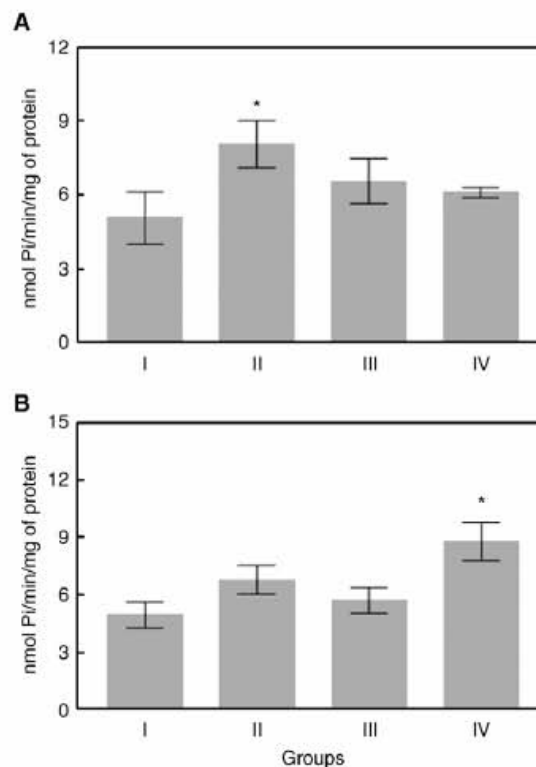 A
12
9
6
3
0
nmol Pi/min/mg of protein
*
I II III IV
B
15
12
9
6
3
0
nmol Pi/min/mg of protein
*
I II III IV
Groups